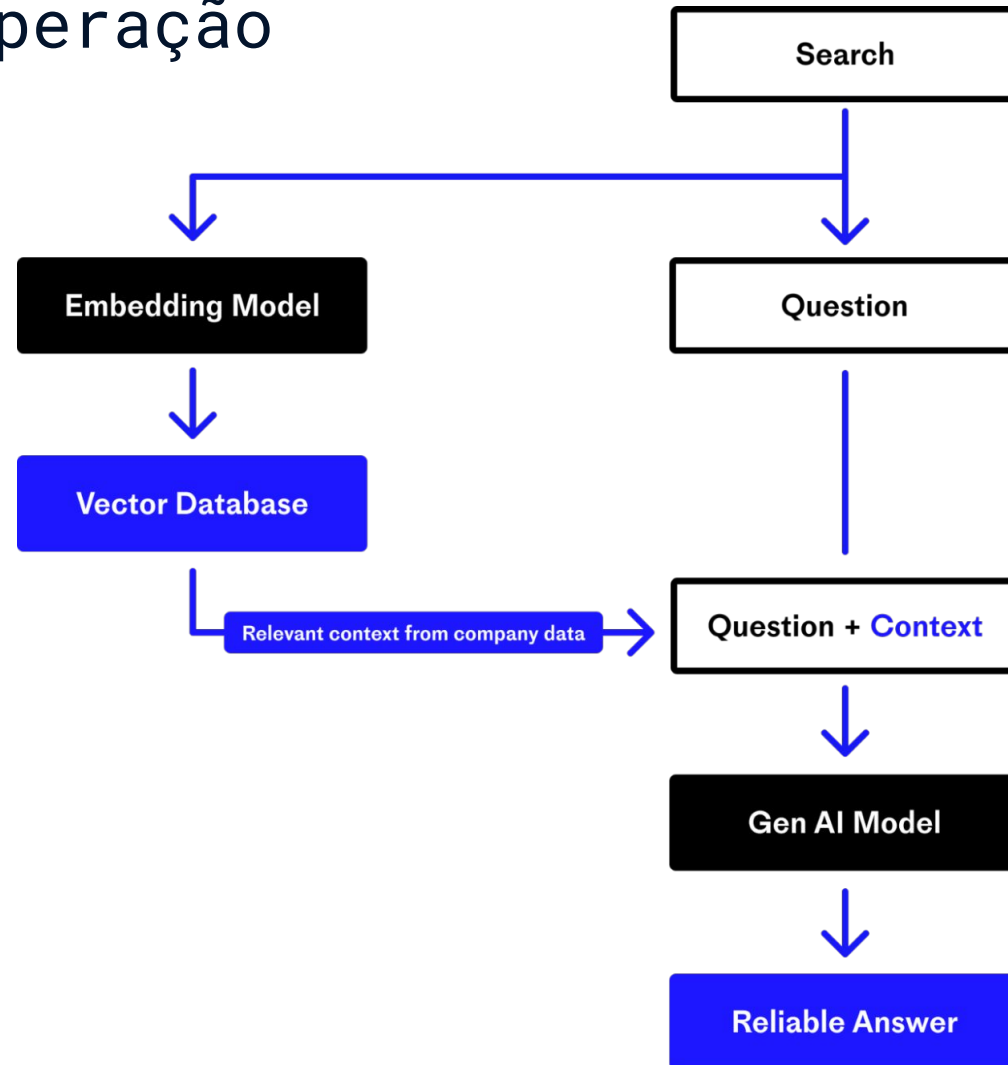 peração
Search
Embedding Model
Question
Vector Database
Relevant context from company data
Question + Context
Gen AI Model
Reliable Answer